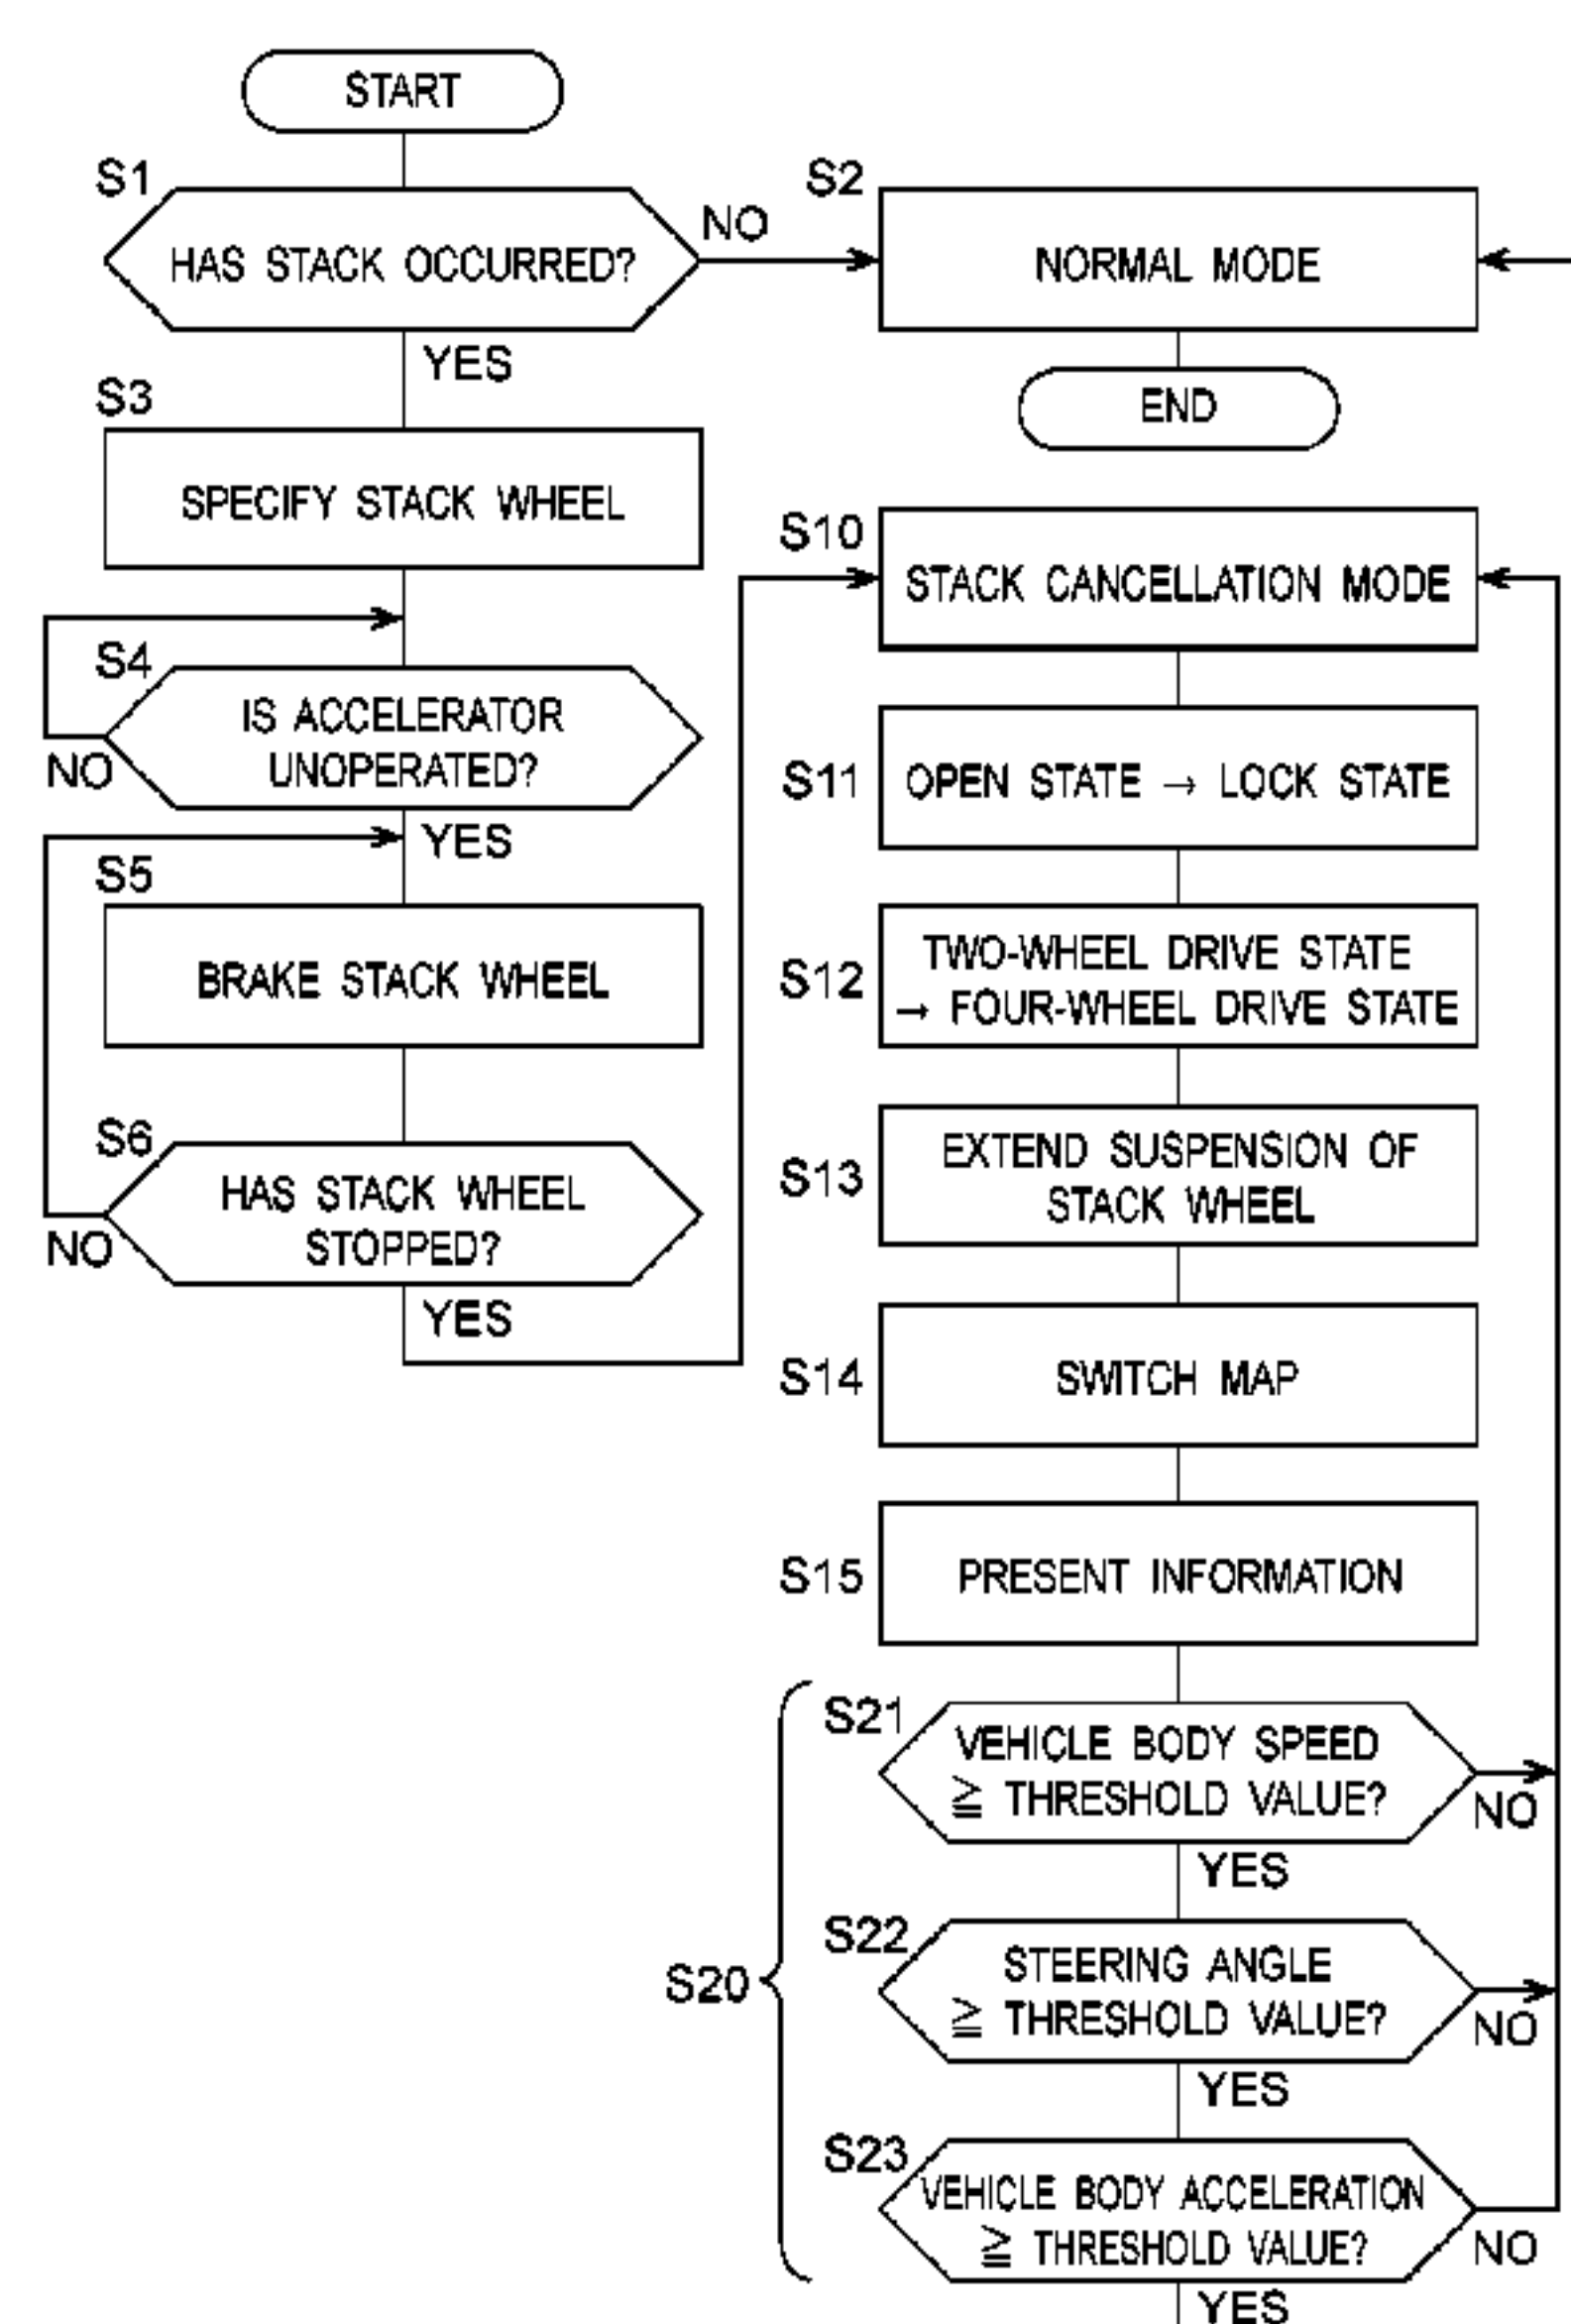 START
S1
HAS STACK OCCURRED?
NO
YES
S2
NORMAL MODE
END
S3
SPECIFY STACK WHEEL
S4
IS ACCELERATOR
UNOPERATED?
NO
YES
S5
BRAKE STACK WHEEL
S6
HAS STACK WHEEL
STOPPED?
NO
YES
S10
STACK CANCELLATION MODE
S11
OPEN STATE → LOCK STATE
S12
TWO-WHEEL DRIVE STATE
→ FOUR-WHEEL DRIVE STATE
S13
EXTEND SUSPENSION OF
STACK WHEEL
S14
SWITCH MAP
S15
PRESENT INFORMATION
S20
S21
VEHICLE BODY SPEED
≧ THRESHOLD VALUE?
NO
YES
S22
STEERING ANGLE
≧ THRESHOLD VALUE?
NO
YES
S23
VEHICLE BODY ACCELERATION
≧ THRESHOLD VALUE?
NO
YES